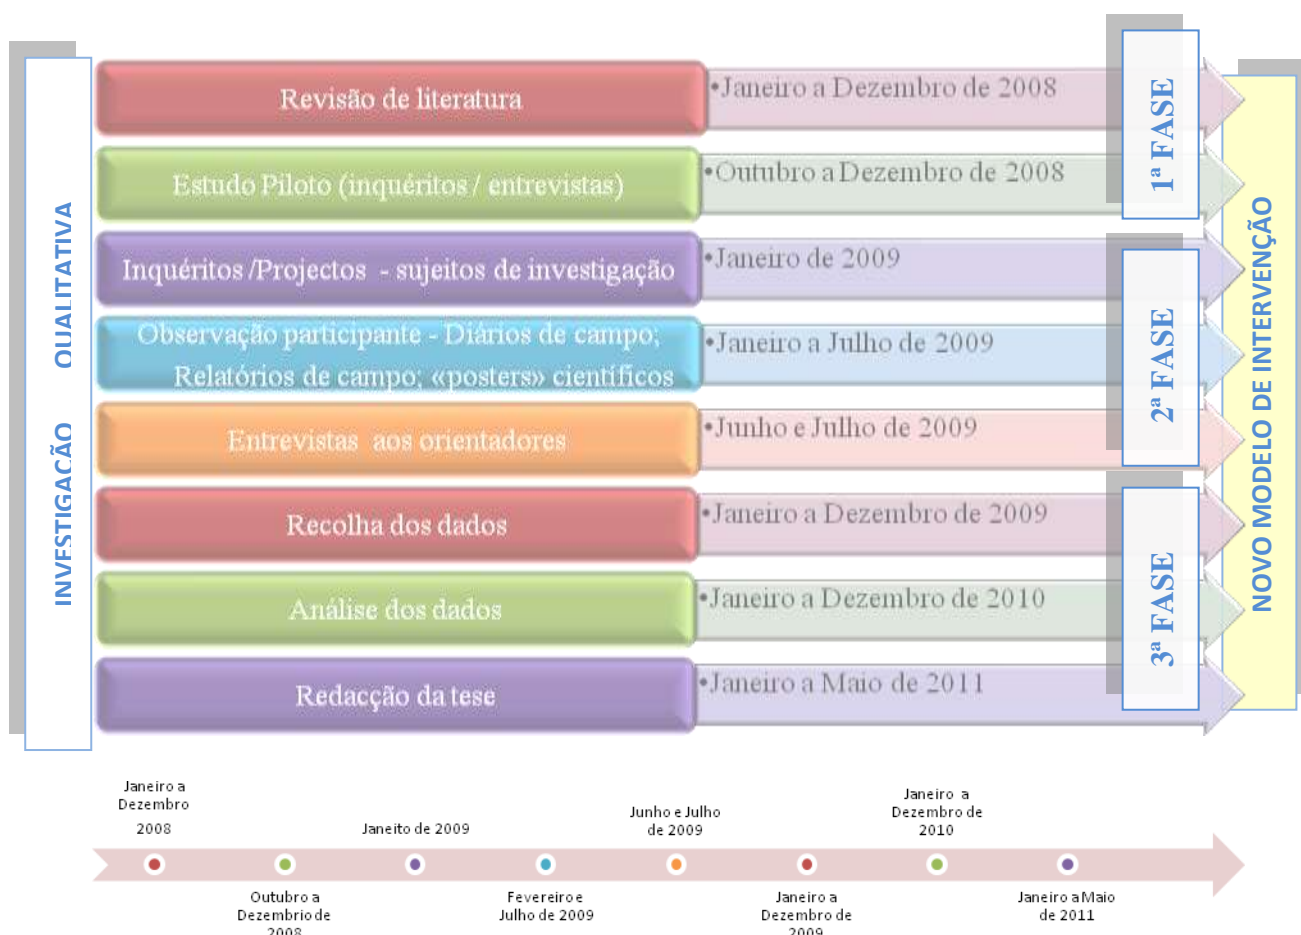 INVESTIGAÇÃO QUALITATIVA
Revisão de literatura
•Janeiro a Dezembro de 2008
Estudo Piloto (inquéritos / entrevistas)
•Outubro a Dezembro de 2008
1ª FASE
Inquéritos /Projectos - sujeitos de investigação
•Janeiro de 2009
Observação participante - Diários de campo;
Relatórios de campo; «posters» científicos
•Janeiro a Julho de 2009
Entrevistas aos orientadores
•Junho e Julho de 2009
2ª FASE
Recolha dos dados
•Janeiro a Dezembro de 2009
Análise dos dados
•Janeiro a Dezembro de 2010
Redacção da tese
•Janeiro a Maio de 2011
3ª FASE
NOVO MODELO DE INTERVENÇÃO
Janeiro a
Dezembro
2008
Outubro a
Dezembrio de
2008
Janeito de 2009
Fevereiro e
Julho de 2009
Junho e Julho
de 2009
Janeiro a
Dezembro de
2009
Janeiro a
Dezembro de
2010
Janeiro a Maio
de 2011